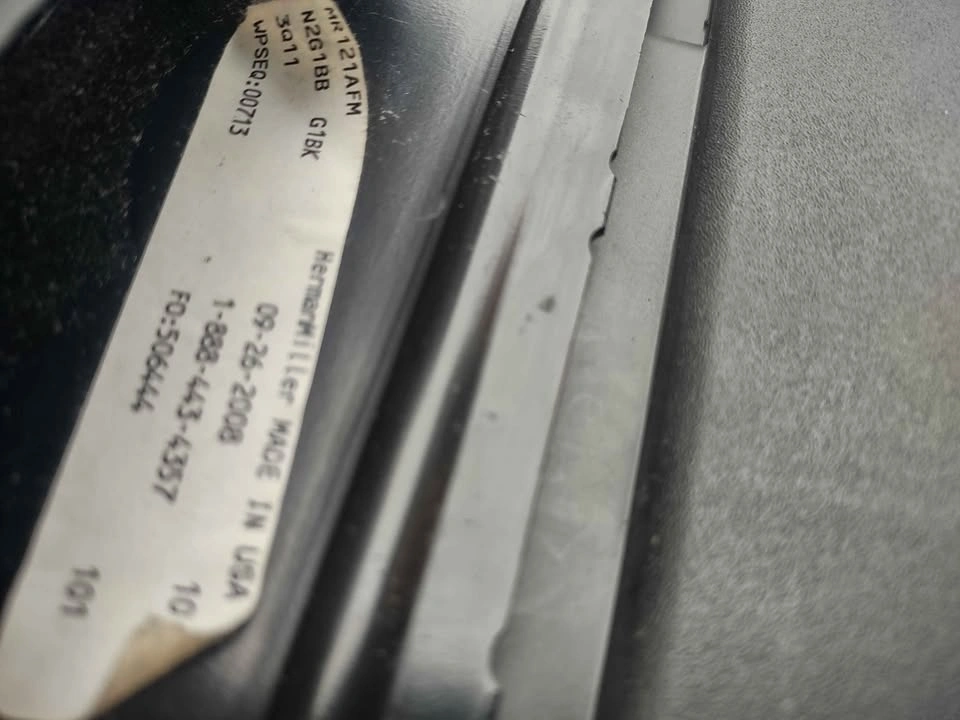 MR121AFM
N2G1BB G1BK
3a11
WPSEQ:00713
HermanMiller MADE IN USA
09-26-2008
1-888-443-4357 10
FO:506444
101